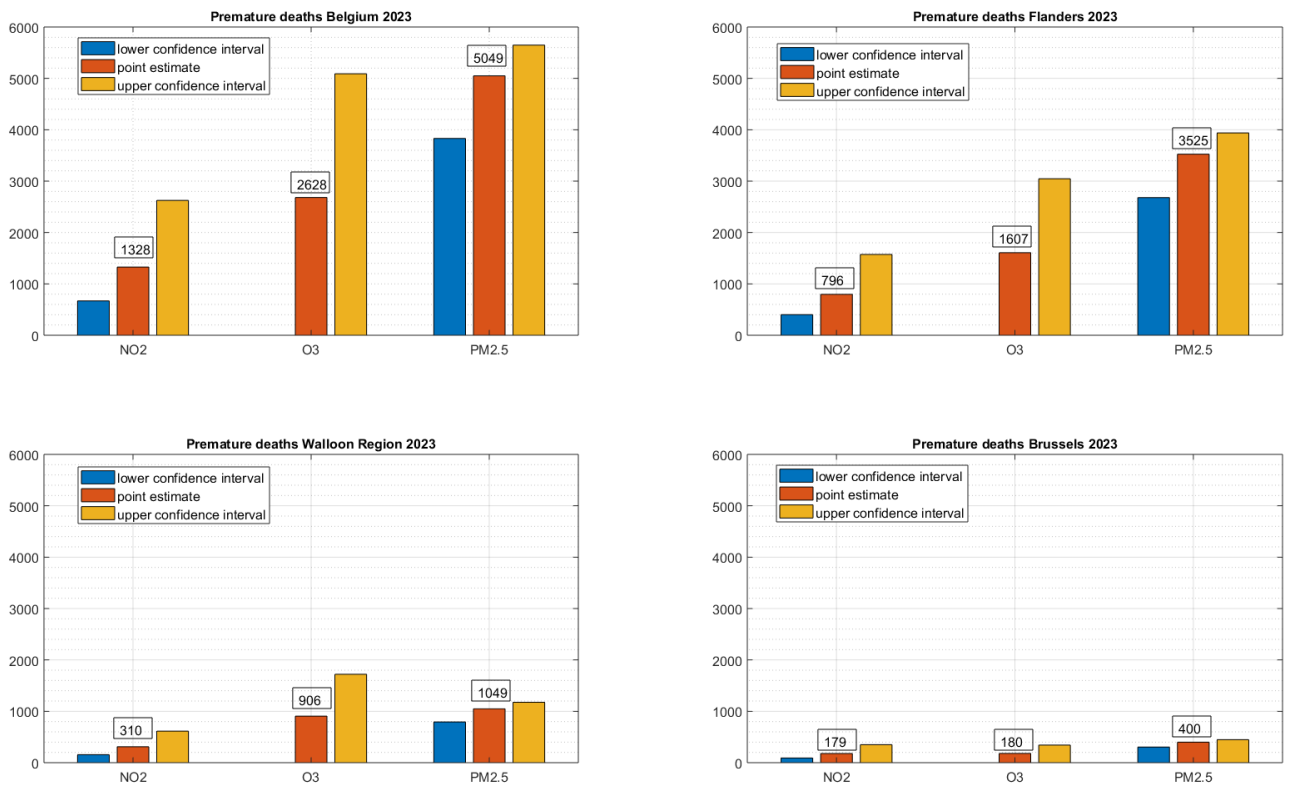 Premature deaths Belgium 2023
6000
5000
4000
3000
2000
1000
0
lower confidence interval
point estimate
upper confidence interval
1328
2628
5049
NO2 O3 PM2.5
Premature deaths Flanders 2023
6000
5000
4000
3000
2000
1000
0
lower confidence interval
point estimate
upper confidence interval
796
1607
3525
NO2 O3 PM2.5
Premature deaths Walloon Region 2023
6000
5000
4000
3000
2000
1000
0
lower confidence interval
point estimate
upper confidence interval
310
906
1049
NO2 O3 PM2.5
Premature deaths Brussels 2023
6000
5000
4000
3000
2000
1000
0
lower confidence interval
point estimate
upper confidence interval
179
180
400
NO2 O3 PM2.5